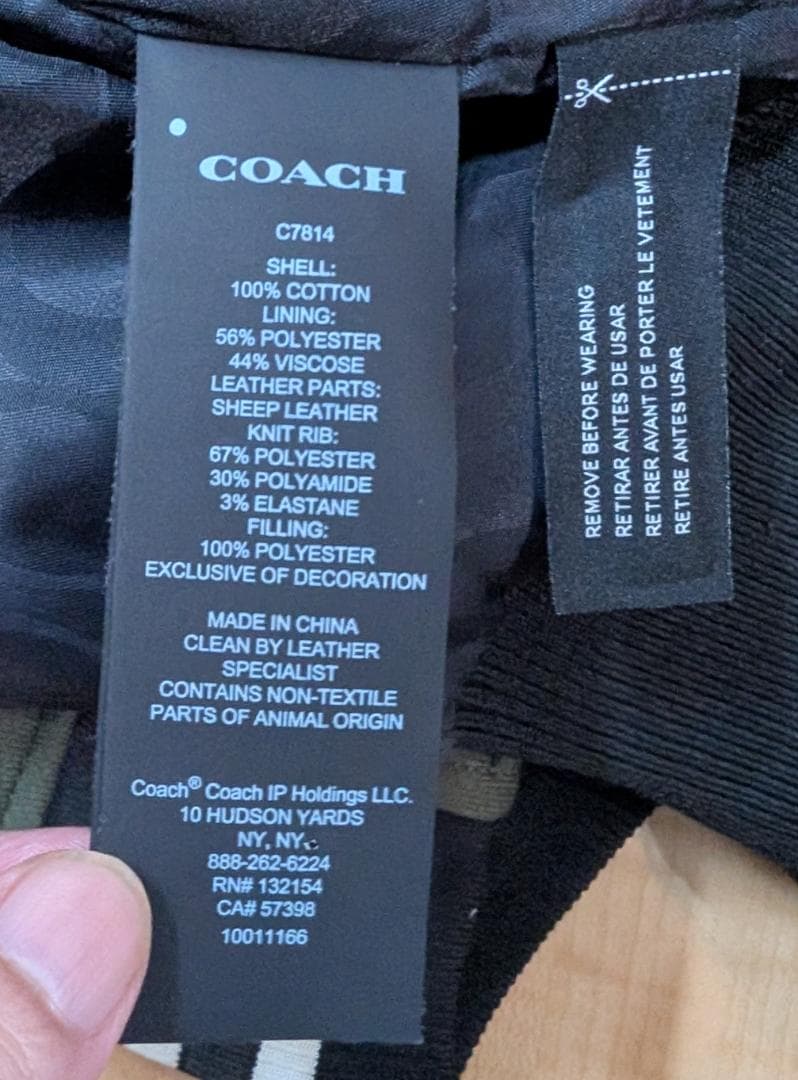 COACH
C7814
SHELL:
100% COTTON
LINING:
56% POLYESTER
44% VISCOSE
LEATHER PARTS:
SHEEP LEATHER
KNIT RIB:
67% POLYESTER
30% POLYAMIDE
3% ELASTANE
FILLING:
100% POLYESTER
EXCLUSIVE OF DECORATION
MADE IN CHINA
CLEAN BY LEATHER
SPECIALIST
CONTAINS NON-TEXTILE
PARTS OF ANIMAL ORIGIN
Coach® Coach IP Holdings LLC.
10 HUDSON YARDS
NY, NY
888-262-6224
RN# 132154
CA# 57398
10011166
REMOVE BEFORE WEARING
RETIRAR ANTES DE USAR
RETIRER AVANT DE PORTER LE VETEMENT
RETIRE ANTES USAR